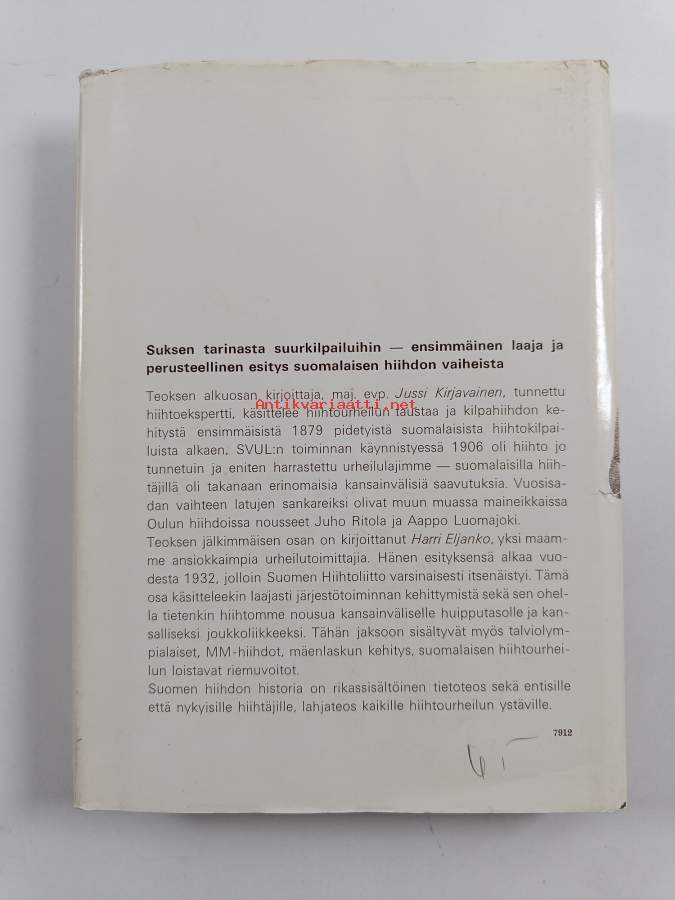 Suksen tarinasta suurkilpailuihin — ensimmäinen laaja ja
perusteellinen esitys suomalaisen hiihdon vaiheista
Teoksen alkuosan kirjoittaja, maj. evp. Jussi Kirjavainen, tunnettu
Antikvariaatti.net
hiihtoekspertti, käsittelee hiihtourheilun taustaa ja kilpahiihdon ke-
hitystä ensimmäisistä 1879 pidetyistä suomalaisista hiihtokilpai-
luista alkaen. SVUL:n toiminnan käynnistyessä 1906 oli hiihto jo
tunnetuin ja eniten harrastettu urheilulajimme — suomalaisilla hiih-
täjillä oli takanaan erinomaisia kansainvälisiä saavutuksia. Vuosisa-
dan vaihteen latujen sankareiksi olivat muun muassa maineikkaissa
Oulun hiihdoissa nousseet Juho Ritola ja Aappo Luomajoki.
Teoksen jälkimmäisen osan on kirjoittanut Harri Eljanko, yksi maam-
me ansiokkaimpia urheilutoimittajia. Hänen esityksensä alkaa vuo-
desta 1932, jolloin Suomen Hiihtoliitto varsinaisesti itsenäistyi. Tämä
osa käsitteleekin laajasti järjestötoiminnan kehittymistä sekä sen ohel-
la tietenkin hiihtomme nousua kansainväliselle huipputasolle ja kan-
salliseksi joukkoliikkeeksi. Tähän jaksoon sisältyvät myös talviolym-
pialaiset, MM-hiihdot, mäenlaskun kehitys, suomalaisen hiihtourhei-
lun loistavat riemuvoitot.
Suomen hiihdon historia on rikassisältöinen tietoteos sekä entisille
että nykyisille hiihtäjille, lahjateos kaikille hiihtourheilun ystäville.
7912